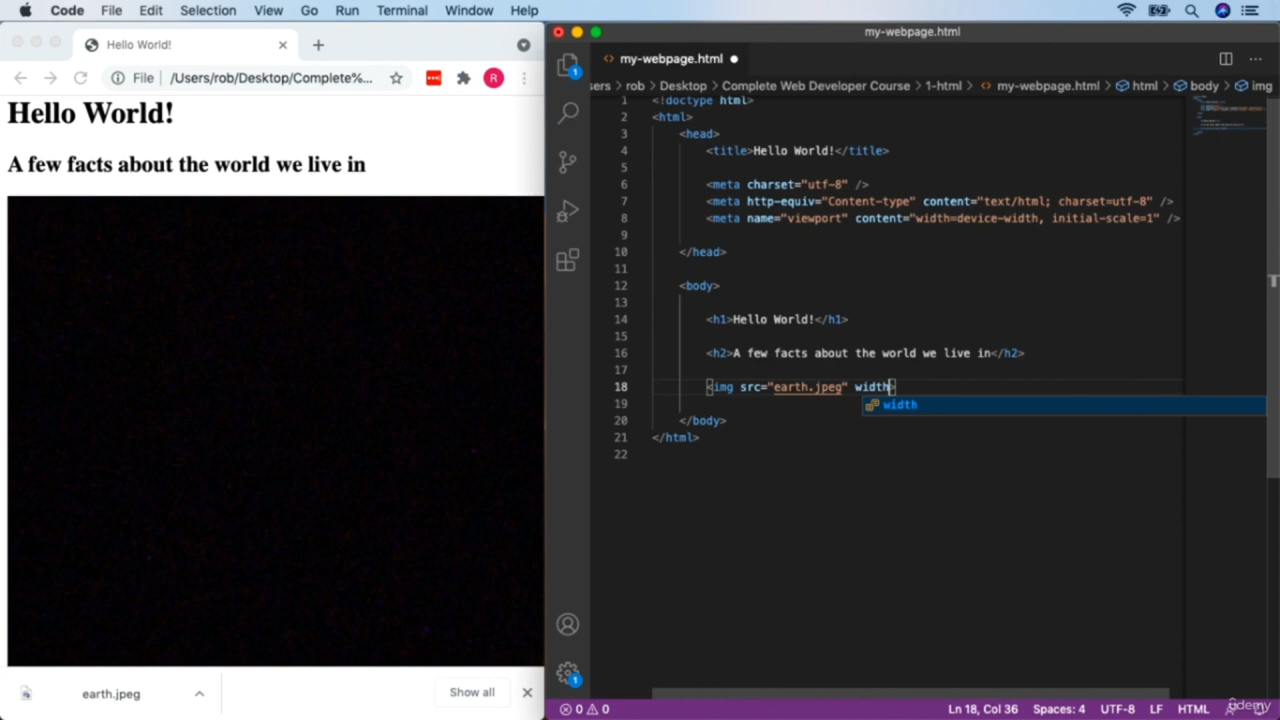 Code File Edit Selection View Go Run Terminal Window Help
Hello World!
File /Users/rob/Desktop/Complete%...
R
Hello World!
A few facts about the world we live in
earth.jpeg
Show all
my-webpage.html
my-webpage.html
sers > rob > Desktop > Complete Web Developer Course > 1-html > my-webpage.html > html > body > img
1 <!doctype html>
2 <html>
3 <head>
4 <title>Hello World!</title>
5
6 <meta charset="utf-8" />
7 <meta http-equiv="Content-type" content="text/html; charset=utf-8" />
8 <meta name="viewport" content="width=device-width, initial-scale=1" />
9
10 </head>
11
12 <body>
13
14 <h1>Hello World!</h1>
15
16 <h2>A few facts about the world we live in</h2>
17
18 <img src="earth.jpeg" width>
width
19
20 </body>
21 </html>
22
1
1
0 0
Ln 18, Col 36 Spaces: 4 UTF-8 LF HTML
udemy